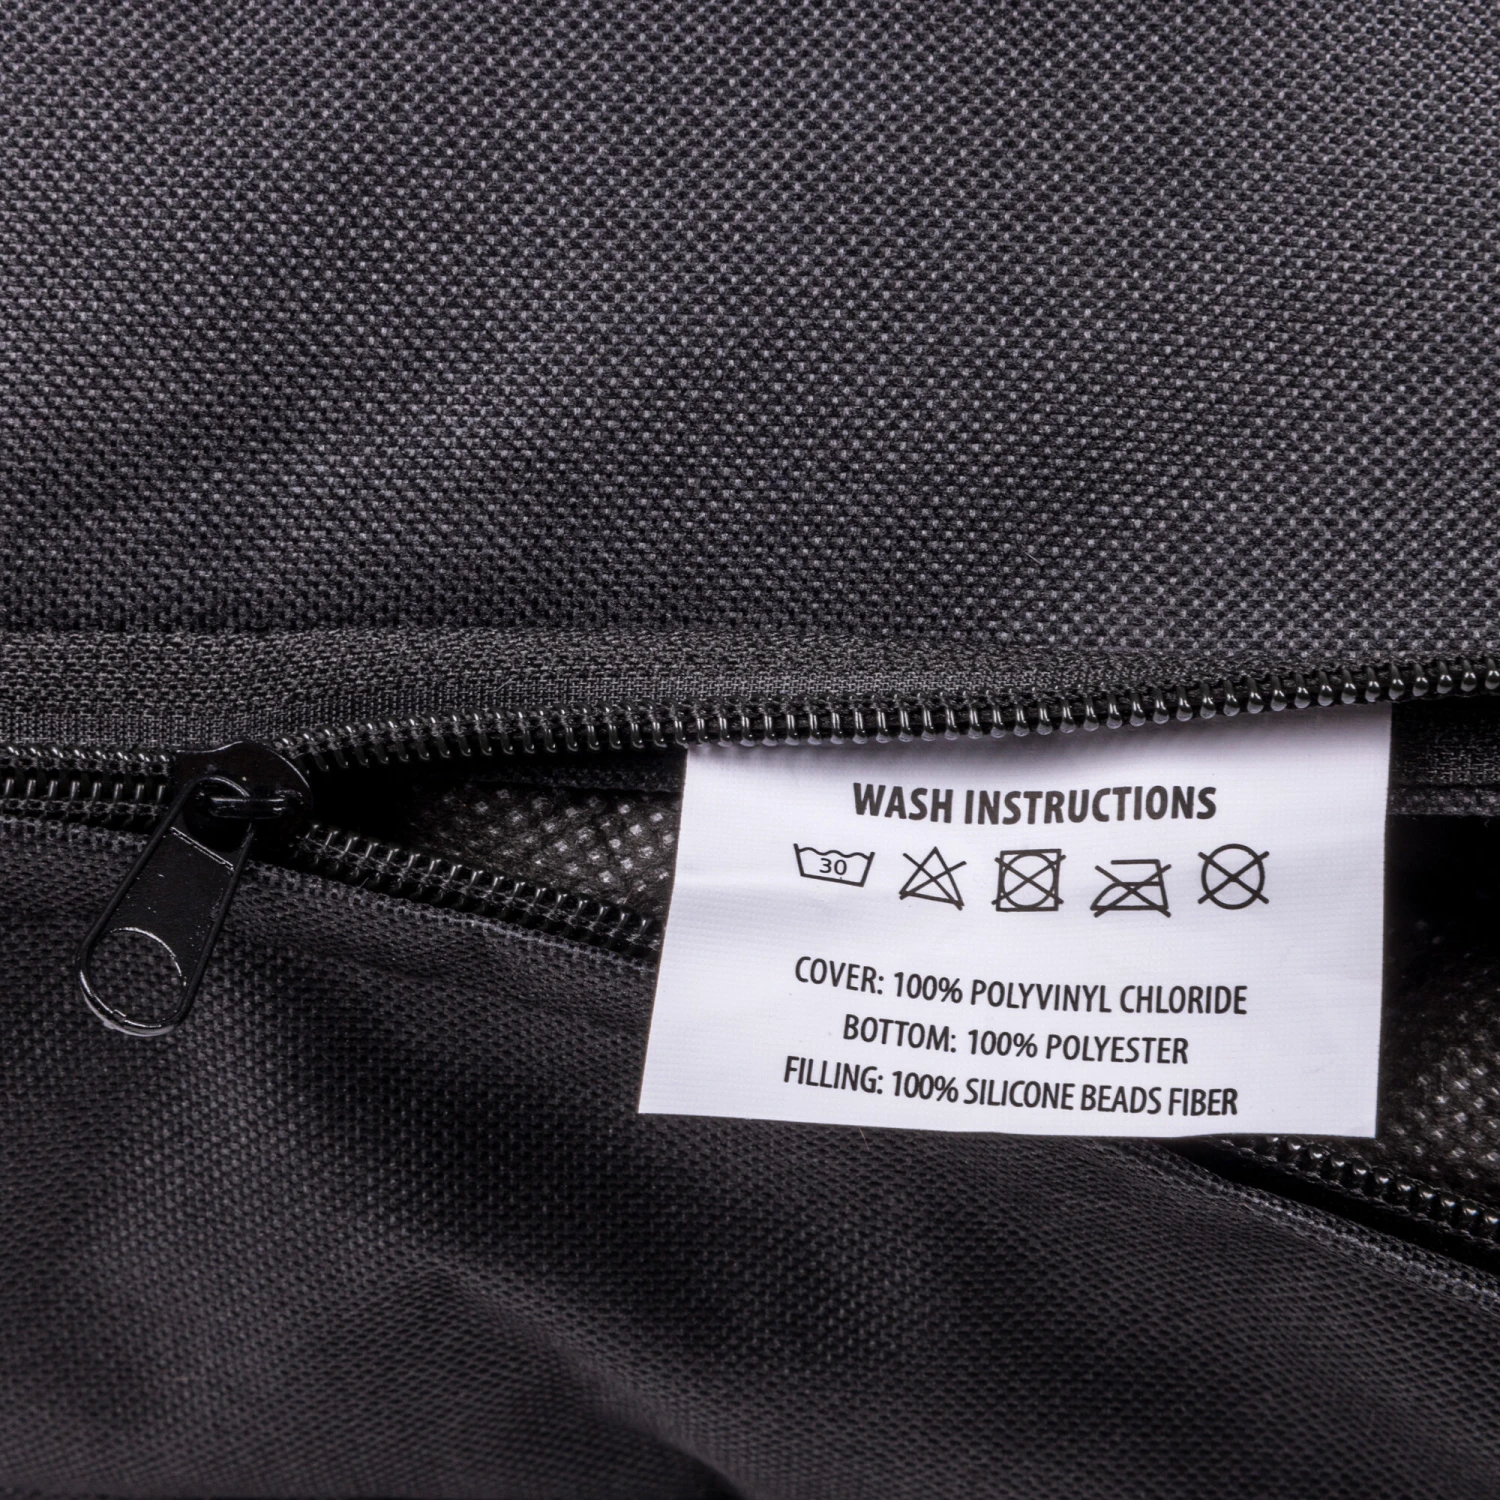 WASH INSTRUCTIONS
30
COVER: 100% POLYVINYL CHLORIDE
BOTTOM: 100% POLYESTER
FILLING: 100% SILICONE BEADS FIBER